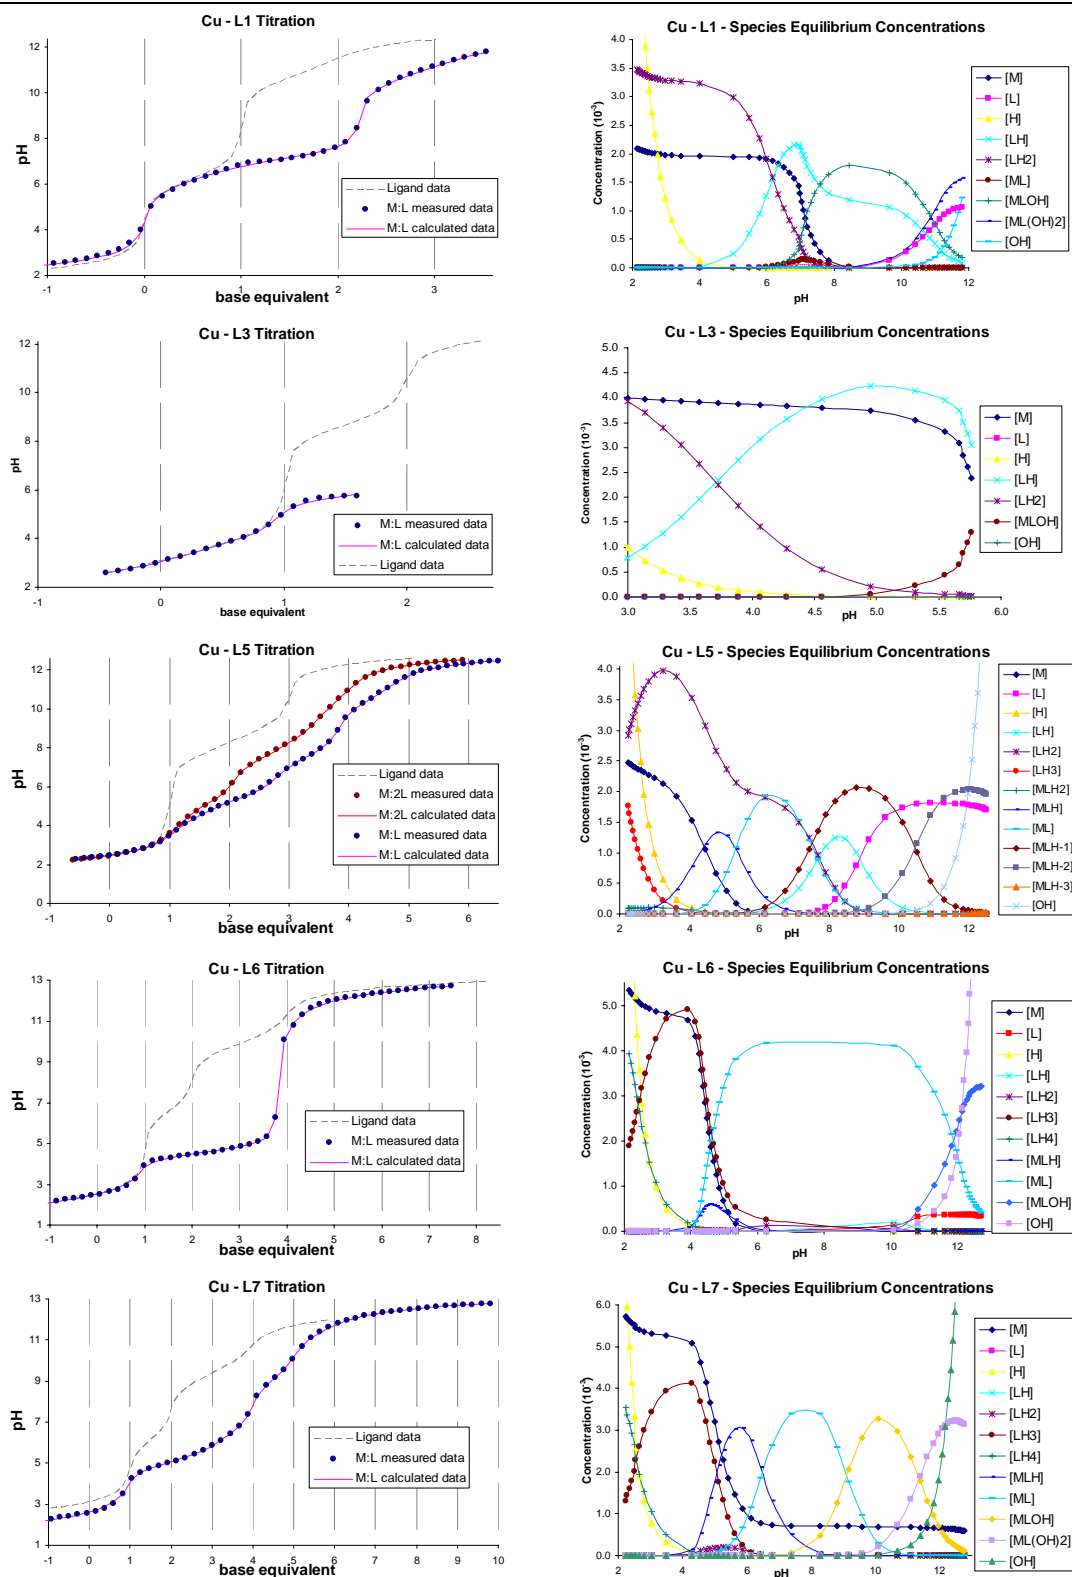 Cu - L1 Titration
12
10
8
6
4
2
pH
-1
0
1
2
3
base equivalent
Ligand data
M:L measured data
M:L calculated data
Cu - L1 - Species Equilibrium Concentrations
4.0
3.5
3.0
2.5
2.0
1.5
1.0
0.5
0.0
Concentration (10⁻³)
2
4
6
8
10
12
pH
[M]
[L]
[H]
[LH]
[LH2]
[ML]
[MLOH]
[ML(OH)2]
[OH]
Cu - L3 Titration
12
10
8
6
4
2
pH
-1
0
1
2
base equivalent
M:L measured data
M:L calculated data
Ligand data
Cu - L3 - Species Equilibrium Concentrations
5.0
4.5
4.0
3.5
3.0
2.5
2.0
1.5
1.0
0.5
0.0
Concentration (10⁻³)
3.0
3.5
4.0
4.5
5.0
5.5
6.0
pH
[M]
[L]
[H]
[LH]
[LH2]
[MLOH]
[OH]
Cu - L5 Titration
12
10
8
6
4
2
0
pH
-1
0
1
2
3
4
5
6
base equivalent
Ligand data
M:2L measured data
M:2L calculated data
M:L measured data
M:L calculated data
Cu - L5 - Species Equilibrium Concentrations
4.0
3.5
3.0
2.5
2.0
1.5
1.0
0.5
0.0
Concentration (10⁻³)
2
4
6
8
10
12
pH
[M]
[L]
[H]
[LH]
[LH2]
[LH3]
[MLH2]
[MLH]
[ML]
[MLH-1]
[MLH-2]
[MLH-3]
[OH]
Cu - L6 Titration
13
11
9
7
5
3
1
pH
-1
0
1
2
3
4
5
6
7
8
base equivalent
Ligand data
M:L measured data
M:L calculated data
Cu - L6 - Species Equilibrium Concentrations
5.0
4.0
3.0
2.0
1.0
0.0
Concentration (10⁻³)
2
4
6
8
10
12
pH
[M]
[L]
[H]
[LH]
[LH2]
[LH3]
[LH4]
[MLH]
[ML]
[MLOH]
[OH]
Cu - L7 Titration
13
11
9
7
5
3
1
pH
-1
0
1
2
3
4
5
6
7
8
9
10
base equivalent
Ligand data
M:L measured data
M:L calculated data
Cu - L7 - Species Equilibrium Concentrations
6.0
5.0
4.0
3.0
2.0
1.0
0.0
Concentration (10⁻³)
2
4
6
8
10
12
pH
[M]
[L]
[H]
[LH]
[LH2]
[LH3]
[LH4]
[MLH]
[ML]
[MLOH]
[ML(OH)2]
[OH]